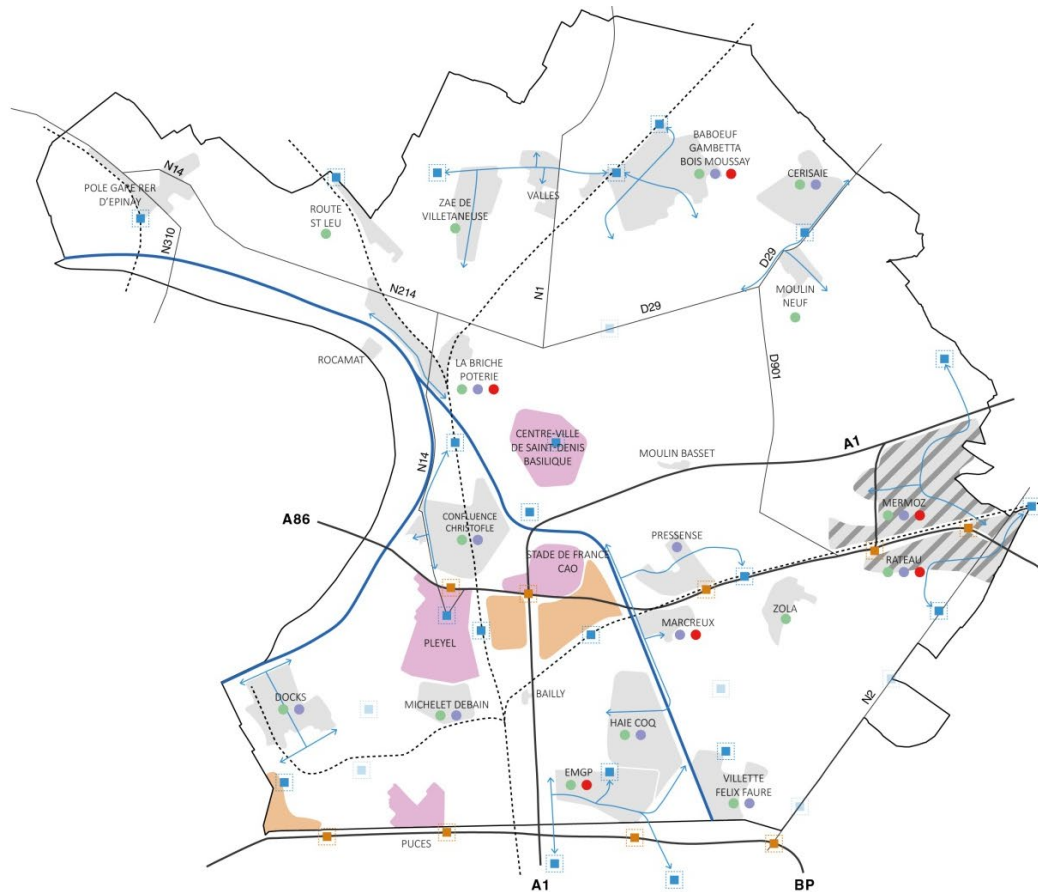 N14
POLE GARE RER
D'EPINAY
N310
ROUTE
ST LEU
ZAE DE
VILLETANEUSE
VALLES
BABOEUF
GAMBETTA
BOIS MOUSSAY
CERISAIE
N1
N214
D29
D29
MOULIN
NEUF
ROCAMAT
LA BRICHE
POTERIE
D901
CENTRE-VILLE
DE SAINT-DENIS
BASILIQUE
MOULIN BASSET
A1
N14
A86
CONFLUENCE
CHRISTOFLE
STADE DE FRANCE
CAO
PRESSENSE
MERMOZ
RATEAU
PLEYEL
MARCREUX
ZOLA
DOCKS
MICHELET DEBAIN
BAILLY
HAIE COQ
N2
EMGP
VILLETTE
FELIX FAURE
PUCES
A1
BP